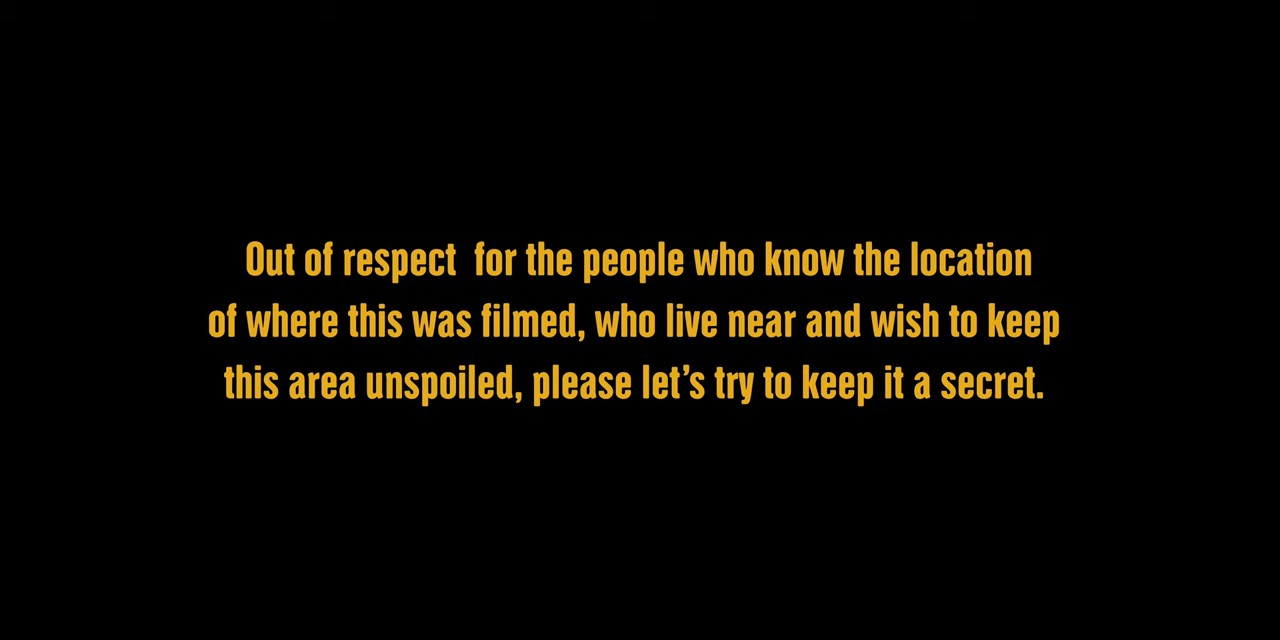 Out of respect  for the people who know the location
of where this was filmed, who live near and wish to keep
this area unspoiled, please let’s try to keep it a secret.